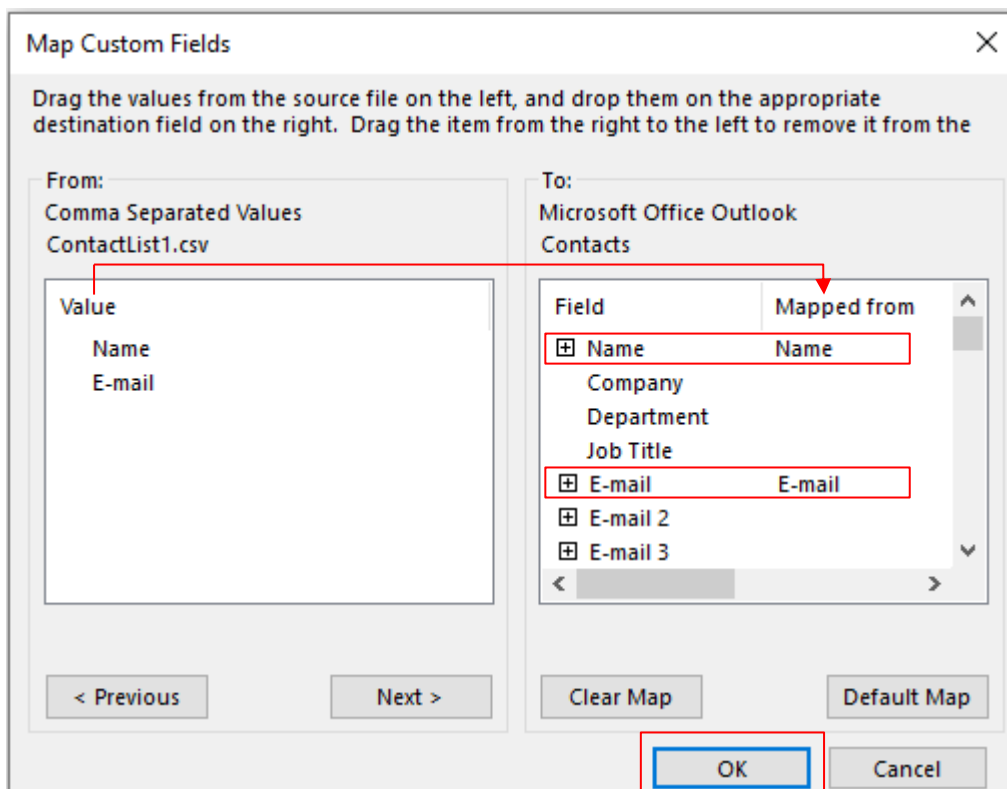 Map Custom Fields
Drag the values from the source file on the left, and drop them on the appropriate
destination field on the right. Drag the item from the right to the left to remove it from the
From:
Comma Separated Values
ContactList1.csv
Value
Name
E-mail
< Previous
Next >
To:
Microsoft Office Outlook
Contacts
Field Mapped from
Name Name
Company
Department
Job Title
E-mail E-mail
E-mail 2
E-mail 3
Clear Map
Default Map
OK
Cancel